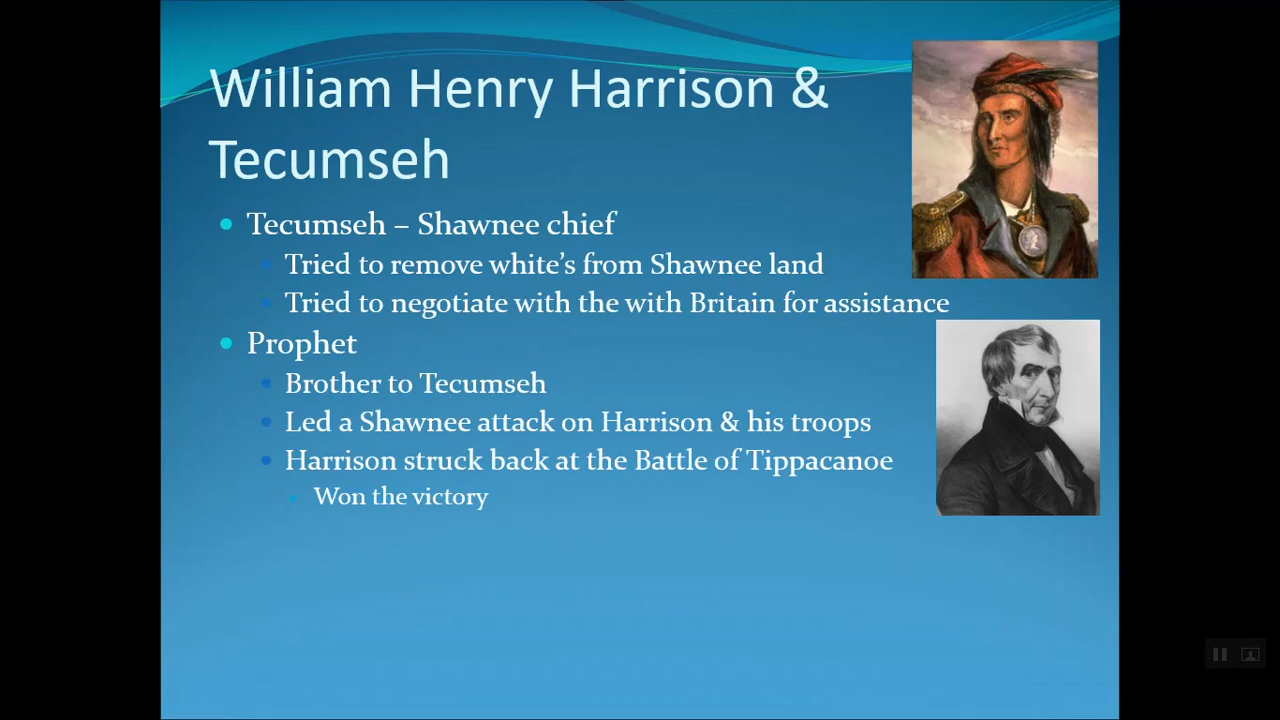 William Henry Harrison &
Tecumseh
• Tecumseh – Shawnee chief
• Tried to remove white's from Shawnee land
• Tried to negotiate with the with Britain for assistance
• Prophet
• Brother to Tecumseh
• Led a Shawnee attack on Harrison & his troops
• Harrison struck back at the Battle of Tippacanoe
• Won the victory